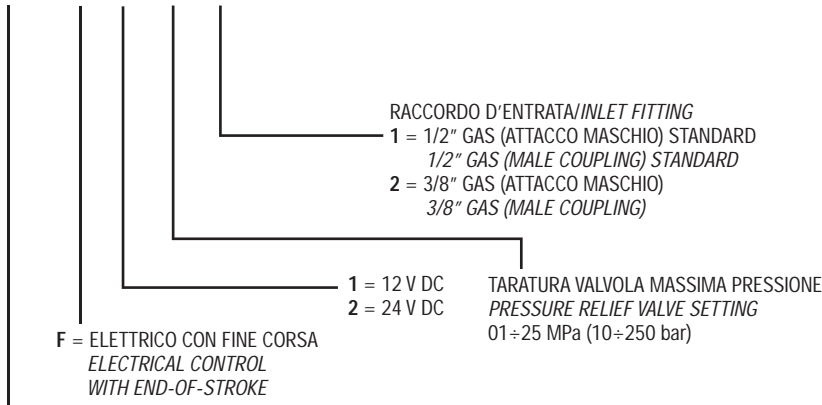 RACCORDO D'ENTRATA/INLET FITTING
1 = 1/2" GAS (ATTACCO MASCHIO) STANDARD
1/2" GAS (MALE COUPLING) STANDARD
2 = 3/8" GAS (ATTACCO MASCHIO)
3/8" GAS (MALE COUPLING)
1 = 12 V DC
2 = 24 V DC
TARATURA VALVOLA MASSIMA PRESSIONE
PRESSURE RELIEF VALVE SETTING
01÷25 MPa (10÷250 bar)
F = ELETTRICO CON FINE CORSA
ELECTRICAL CONTROL
WITH END-OF-STROKE